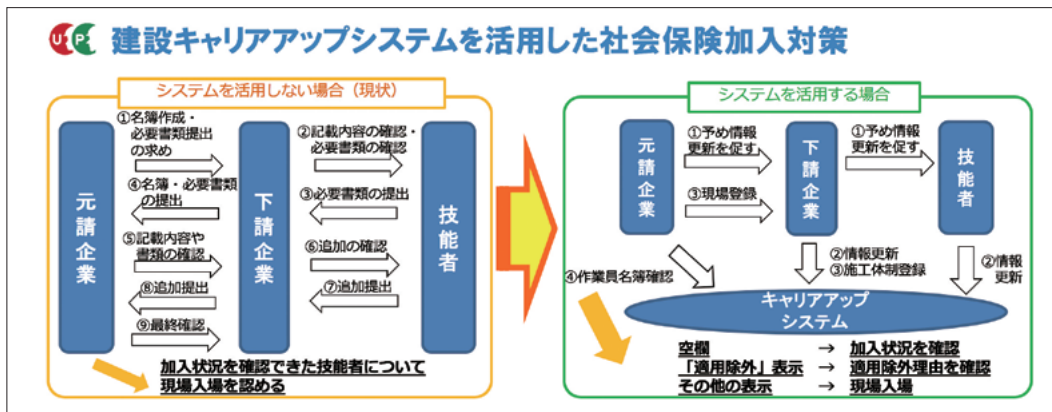 UP 建設キャリアアップシステムを活用した社会保険加入対策
システムを活用しない場合（現状）
①名簿作成・
必要書類提出
の求め
②記載内容の確認・
必要書類の確認
④名簿・必要書類
の提出
③必要書類の提出
⑤記載内容や
書類の確認
⑥追加の確認
⑧追加提出
⑦追加提出
⑨最終確認
元請企業
下請企業
技能者
加入状況を確認できた技能者について
現場入場を認める
システムを活用する場合
元請企業
①予め情報
更新を促す
下請企業
①予め情報
更新を促す
技能者
③現場登録
④作業員名簿確認
②情報更新
③施工体制登録
②情報
更新
キャリアアップ
システム
空欄 → 加入状況を確認
「適用除外」表示 → 適用除外理由を確認
その他の表示 → 現場入場